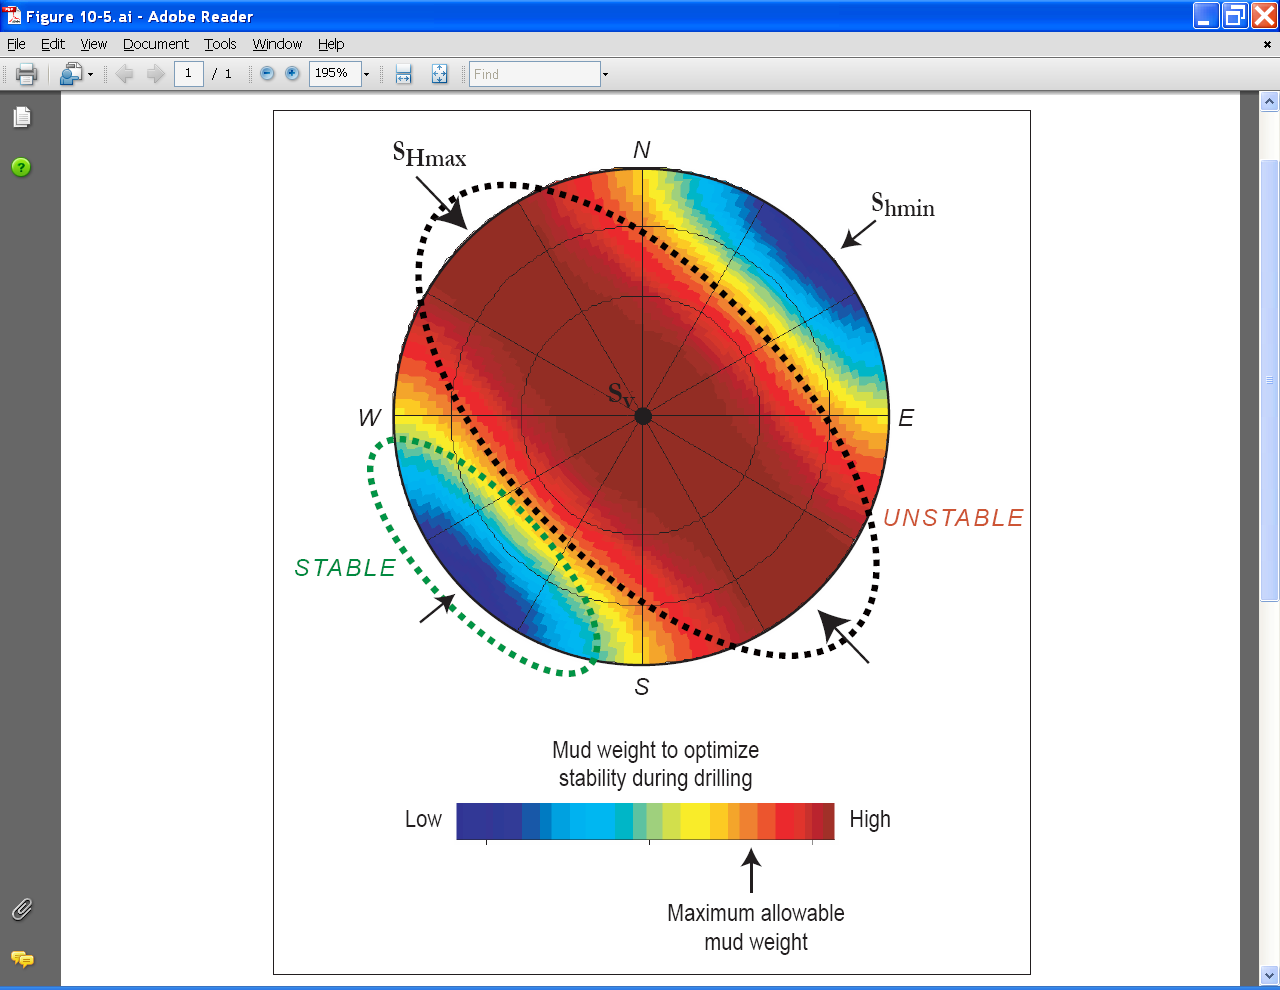 Figure 10-5.ai - Adobe Reader
File Edit View Document Tools Window Help
1 / 1 195% Find
N
SHmax
Shmin
Sv
W
E
UNSTABLE
STABLE
S
Mud weight to optimize
stability during drilling
Low
High
Maximum allowable
mud weight